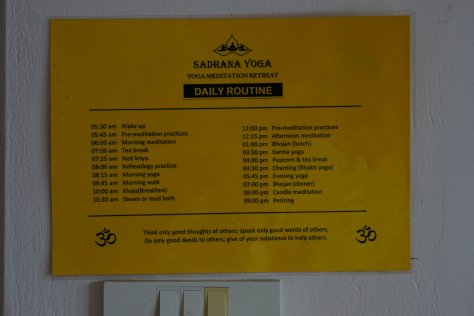 SADHANA YOGA
YOGA MEDITATION RETREAT
DAILY ROUTINE
05:30 am Wake up
05:45 am Pre-meditation practices
06:00 am Morning meditation
07:00 am Tea break
07:25 am Neti kriya
08:00 am Reflexology practice
08:15 am Morning yoga
09:45 am Morning walk
10:00 am Khaja(Breakfast)
10:30 am Steam or mud bath
12:00 pm Pre-meditation practices
12:15 pm Afternoon meditation
01:00 pm Bhojan (lunch)
03:30 pm Karma yoga
04:00 pm Popcorn & tea break
04:30 pm Chanting (Bhakti yoga)
05:45 pm Evening yoga
07:00 pm Bhojan (dinner)
08:00 pm Candle meditation
09:00 pm Retiring
ॐ
Think only good thoughts of others; speak only good words of others.
Do only good deeds to others; give of your substance to help others.
ॐ